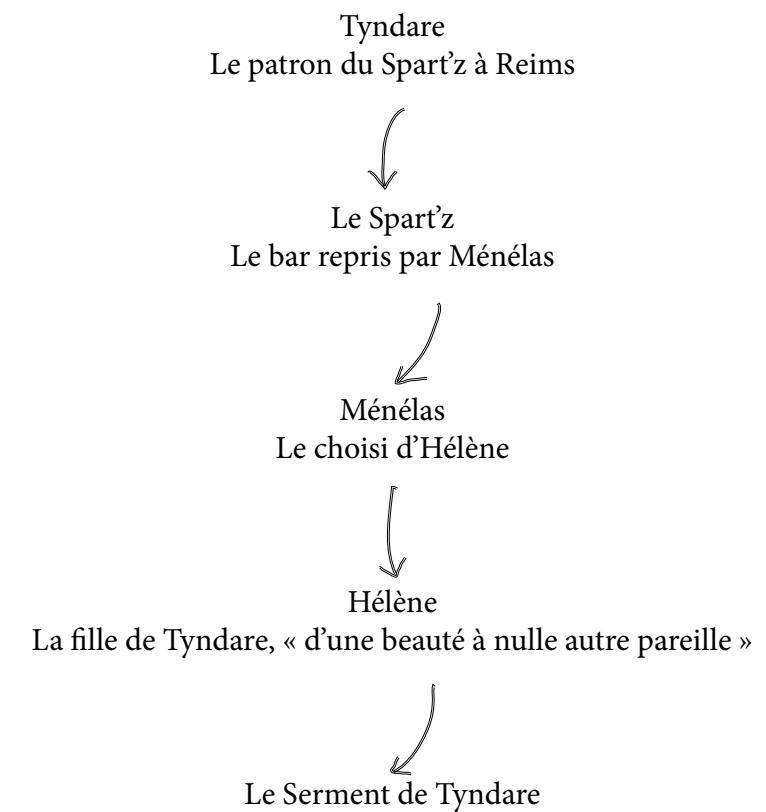 Tyndare
Le patron du Spart’z à Reims
Le Spart’z
Le bar repris par Ménélas
Ménélas
Le choisi d’Hélène
Hélène
La fille de Tyndare, « d’une beauté à nulle autre pareille »
Le Serment de Tyndare